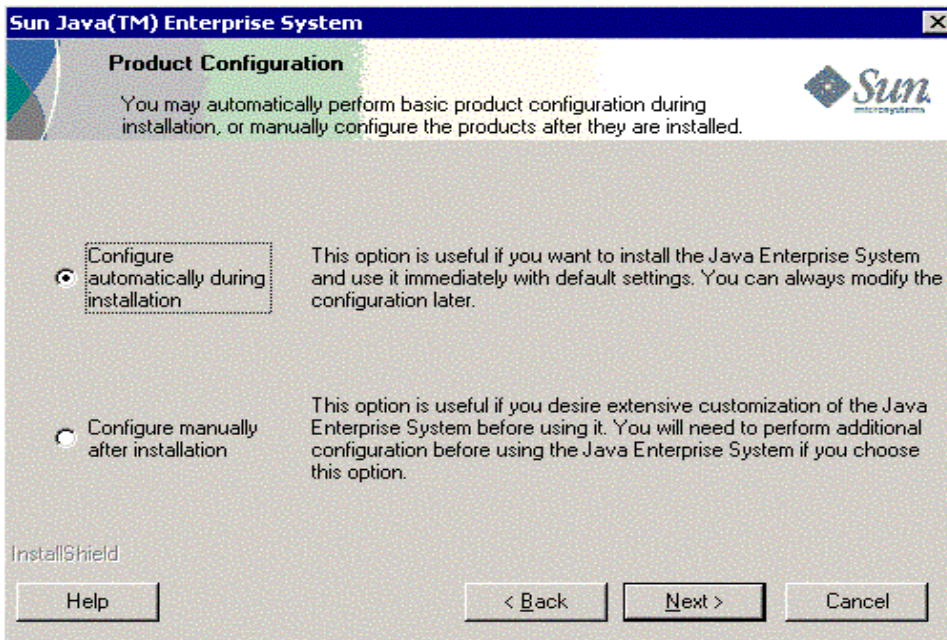 Sun Java(TM) Enterprise System
Product Configuration
You may automatically perform basic product configuration during
installation, or manually configure the products after they are installed.
Sun
microsystems
Configure
automatically during
installation
This option is useful if you want to install the Java Enterprise System
and use it immediately with default settings. You can always modify the
configuration later.
Configure manually
after installation
This option is useful if you desire extensive customization of the Java
Enterprise System before using it. You will need to perform additional
configuration before using the Java Enterprise System if you choose
this option.
InstallShield
Help
< Back
Next >
Cancel